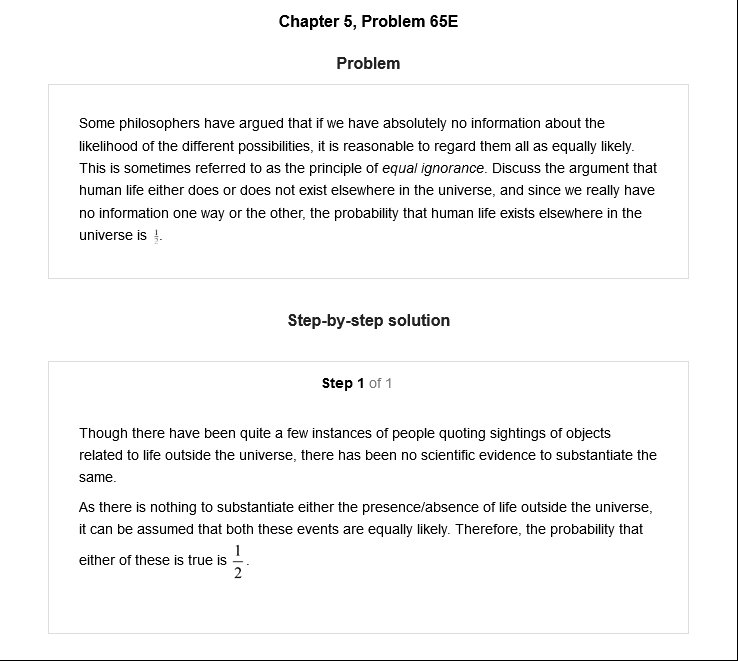 Chapter 5, Problem 65E
Problem
Some philosophers have argued that if we have absolutely no information about the
likelihood of the different possibilities, it is reasonable to regard them all as equally likely.
This is sometimes referred to as the principle of equal ignorance. Discuss the argument that
human life either does or does not exist elsewhere in the universe, and since we really have
no information one way or the other, the probability that human life exists elsewhere in the
universe is 1/2.
Step-by-step solution
Step 1 of 1
Though there have been quite a few instances of people quoting sightings of objects
related to life outside the universe, there has been no scientific evidence to substantiate the
same.
As there is nothing to substantiate either the presence/absence of life outside the universe,
it can be assumed that both these events are equally likely. Therefore, the probability that
either of these is true is 1/2.